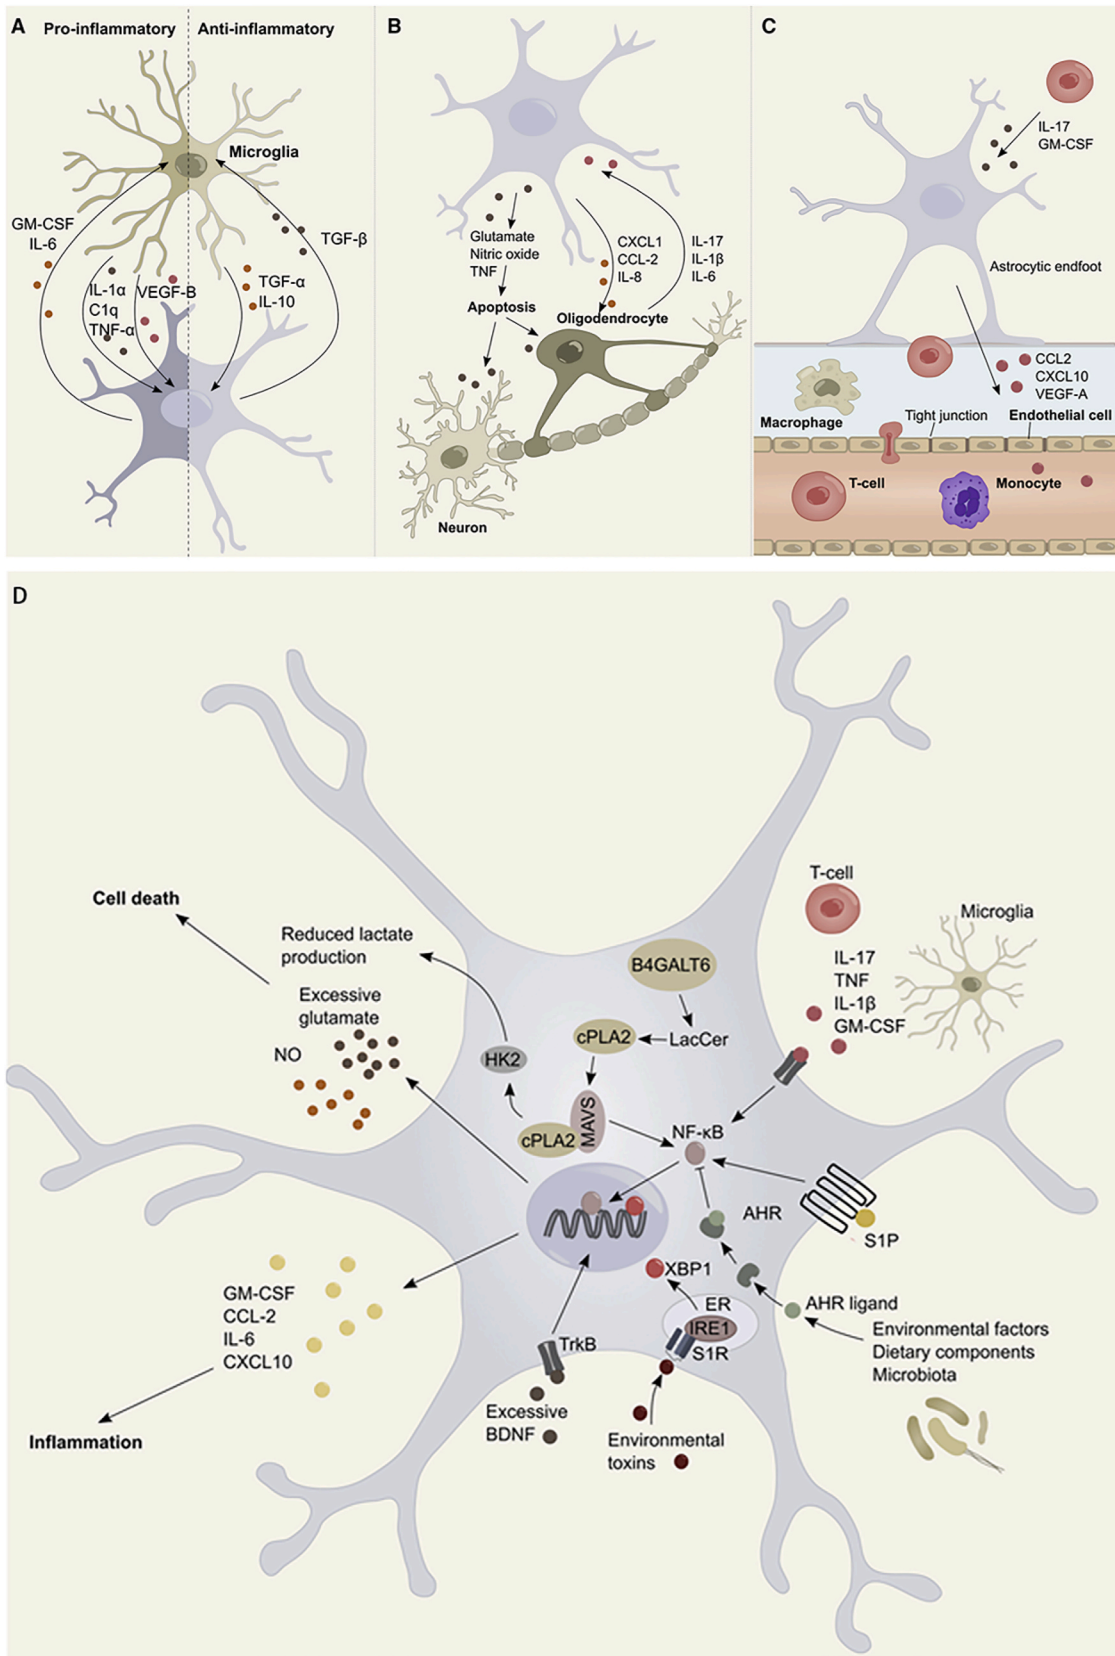 A
Pro-inflammatory
Anti-inflammatory
Microglia
GM-CSF
IL-6
TGF-β
IL-1α
C1q
TNF-α
VEGF-B
TGF-α
IL-10
B
Glutamate
Nitric oxide
TNF
Apoptosis
CXCL1
CCL-2
IL-8
IL-17
IL-1β
IL-6
Oligodendrocyte
Neuron
C
IL-17
GM-CSF
Astrocytic endfoot
CCL2
CXCL10
VEGF-A
Macrophage
Tight junction
Endothelial cell
T-cell
Monocyte
D
Cell death
Reduced lactate
production
Excessive
glutamate
NO
HK2
B4GALT6
LacCer
cPLA2
MAVS
cPLA2
NF-κB
T-cell
Microglia
IL-17
TNF
IL-1β
GM-CSF
AHR
S1P
XBP1
ER
IRE1
S1R
AHR ligand
Environmental factors
Dietary components
Microbiota
GM-CSF
CCL-2
IL-6
CXCL10
Inflammation
TrkB
Excessive
BDNF
Environmental
toxins